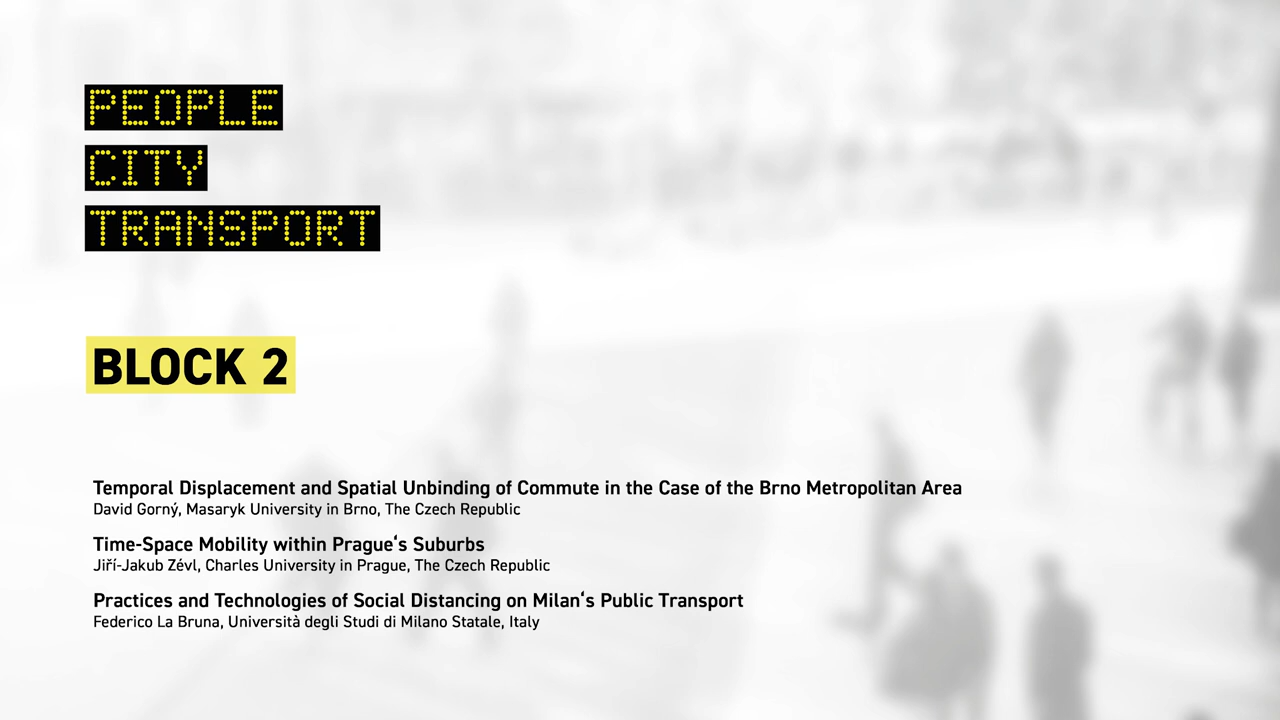 PEOPLE
CITY
TRANSPORT
BLOCK 2
Temporal Displacement and Spatial Unbinding of Commute in the Case of the Brno Metropolitan Area
David Gorný, Masaryk University in Brno, The Czech Republic
Time-Space Mobility within Prague‘s Suburbs
Jiří-Jakub Zévl, Charles University in Prague, The Czech Republic
Practices and Technologies of Social Distancing on Milan‘s Public Transport
Federico La Bruna, Università degli Studi di Milano Statale, Italy